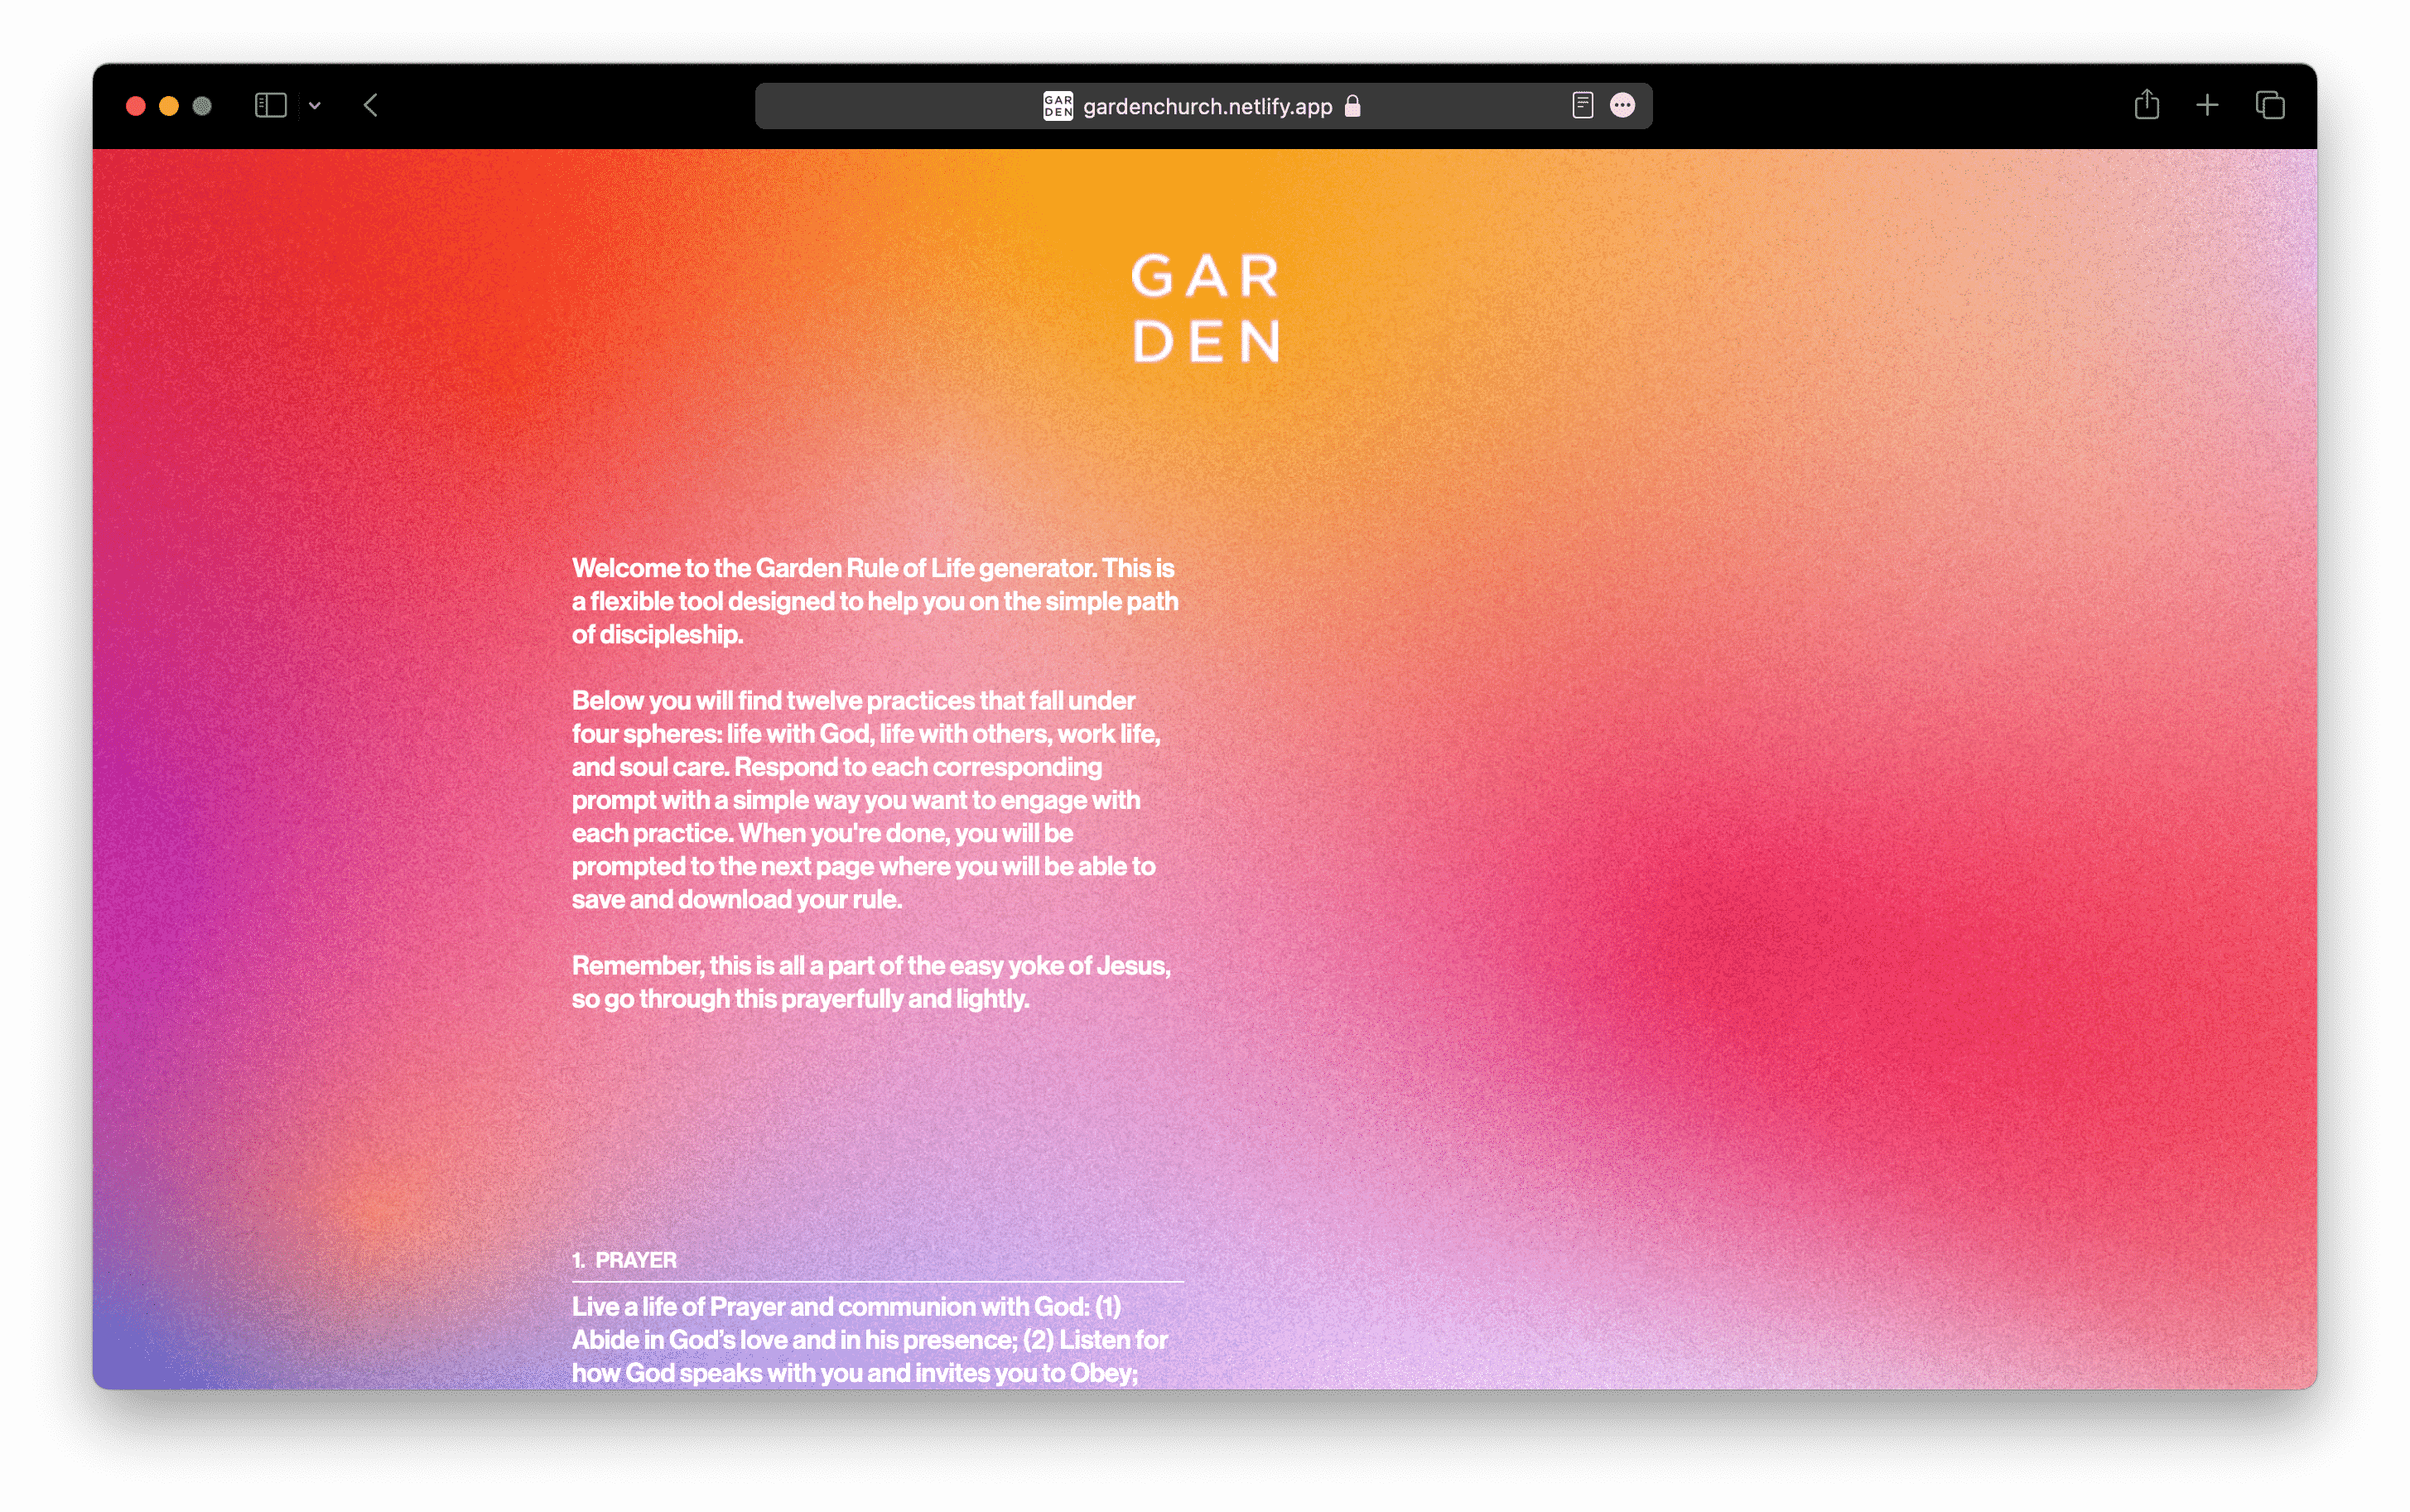 GAR
DEN
gardenchurch.netlify.app
GAR
DEN
Welcome to the Garden Rule of Life generator. This is
a flexible tool designed to help you on the simple path
of discipleship.
Below you will find twelve practices that fall under
four spheres: life with God, life with others, work life,
and soul care. Respond to each corresponding
prompt with a simple way you want to engage with
each practice. When you're done, you will be
prompted to the next page where you will be able to
save and download your rule.
Remember, this is all a part of the easy yoke of Jesus,
so go through this prayerfully and lightly.
1. PRAYER
Live a life of Prayer and communion with God: (1)
Abide in God’s love and in his presence; (2) Listen for
how God speaks with you and invites you to Obey;